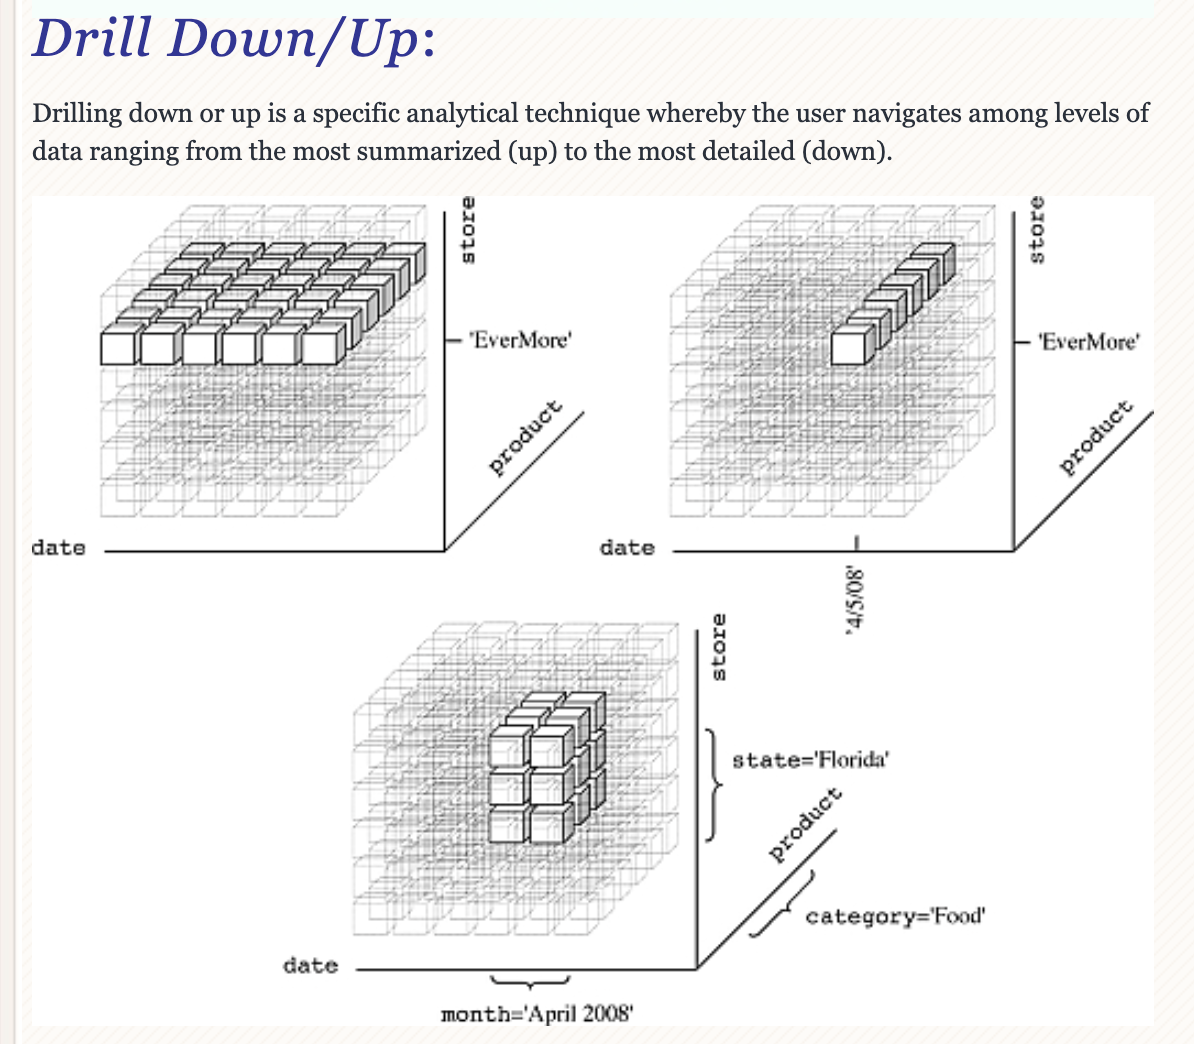 Drill Down/Up:
Drilling down or up is a specific analytical technique whereby the user navigates among levels of
data ranging from the most summarized (up) to the most detailed (down).
store
'EverMore'
product
date
store
'EverMore'
product
date
'4/5/08'
store
state='Florida'
product
category='Food'
date
month='April 2008'